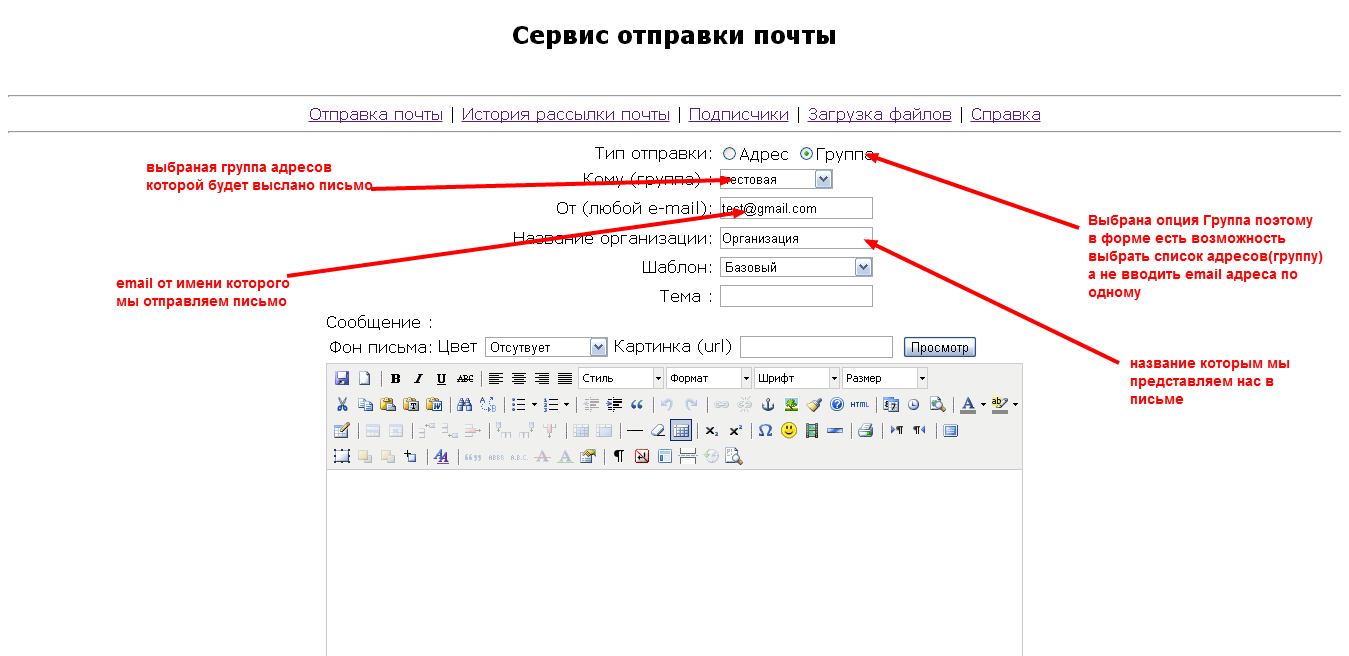 Сервис отправки почты
Отправка почты | История рассылки почты | Подписчики | Загрузка файлов | Справка
Тип отправки: Адрес Группа
выбраная группа адресов
которой будет выслано письмо
Кому (группа) : тестовая
От (любой e-mail): test@gmail.com
Выбрана опция Группа поэтому
в форме есть возможность
выбрать список адресов(группу)
а не вводить email адреса по
одному
Название организации: Организация
Шаблон: Базовый
email от имени которого
мы отправляем письмо
Тема :
Сообщение :
Фон письма: Цвет Отсутвует Картинка (url) Просмотр
название которым мы
представляем нас в
письме
B I U ABC Стиль Формат Шрифт Размер
HTML